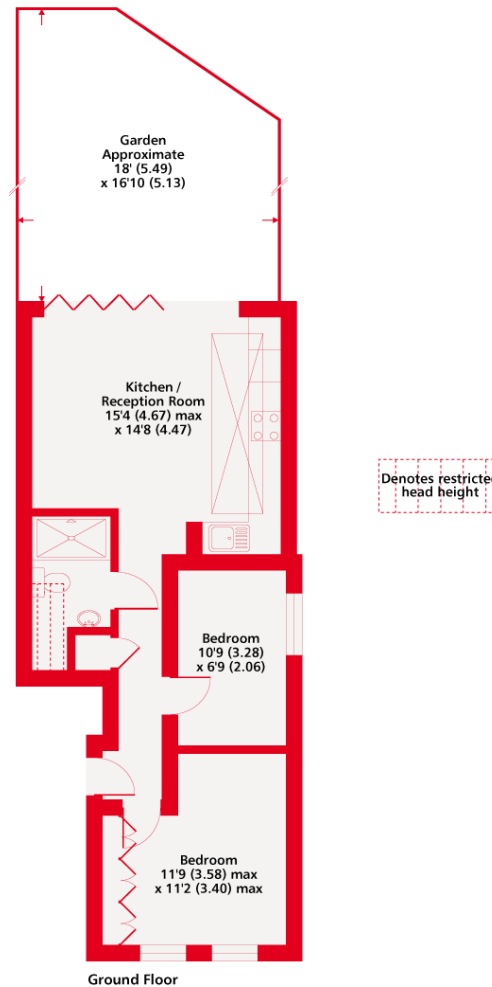 Garden
Approximate
18' (5.49)
x 16'10 (5.13)
Kitchen /
Reception Room
15'4 (4.67) max
x 14'8 (4.47)
Denotes restricted
head height
Bedroom
10'9 (3.28)
x 6'9 (2.06)
Bedroom
11'9 (3.58) max
x 11'2 (3.40) max
Ground Floor